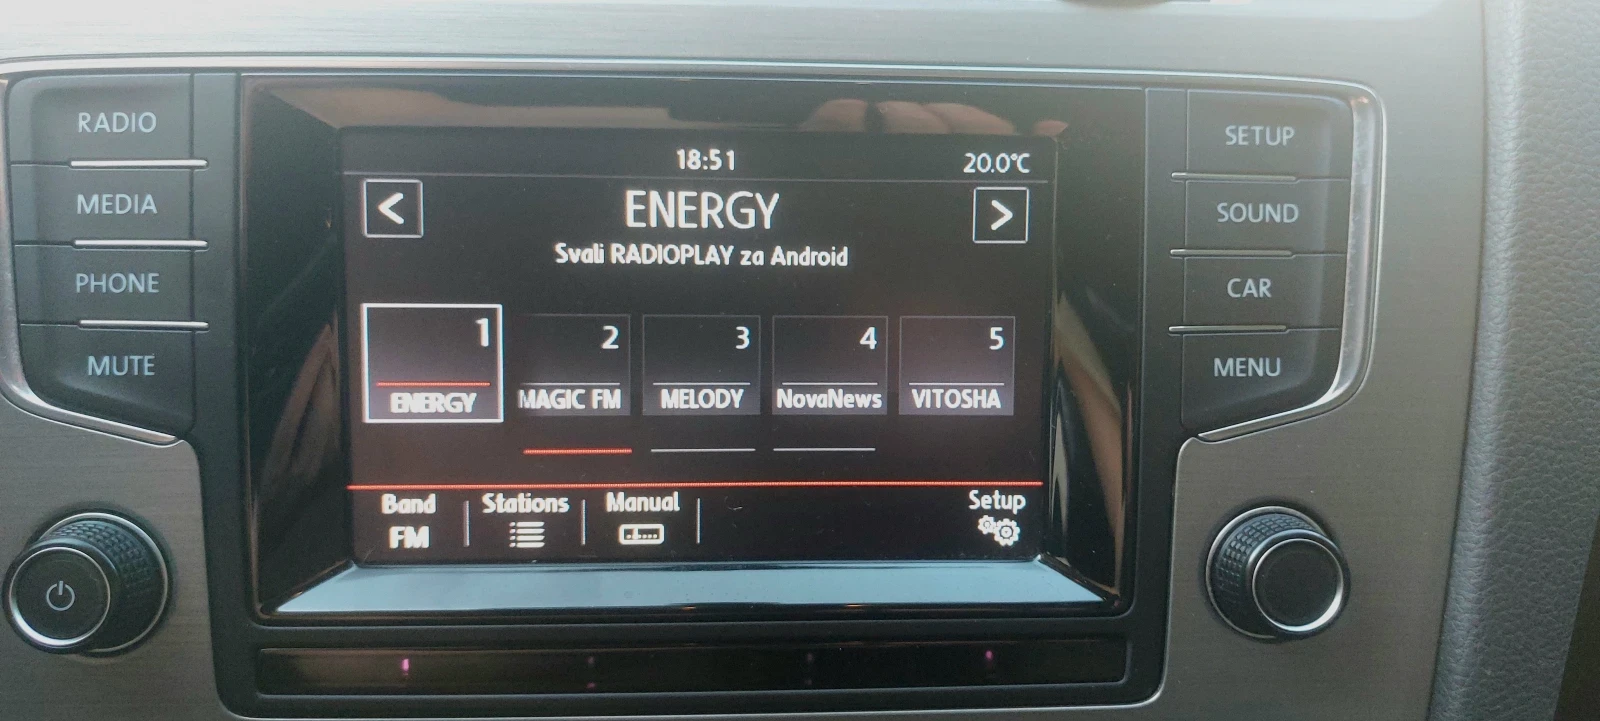 RADIO
MEDIA
PHONE
MUTE
18:51
20.0°C
<
ENERGY
>
Svali RADIOPLAY za Android
1
2
3
4
5
ENERGY
MAGIC FM
MELODY
NovaNews
VITOSHA
Band
Stations
Manual
Setup
FM
SETUP
SOUND
CAR
MENU